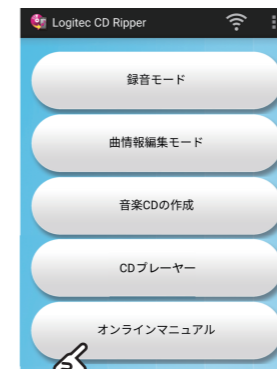 Logitec CD Ripper
録音モード
曲情報編集モード
音楽CDの作成
CDプレーヤー
オンラインマニュアル